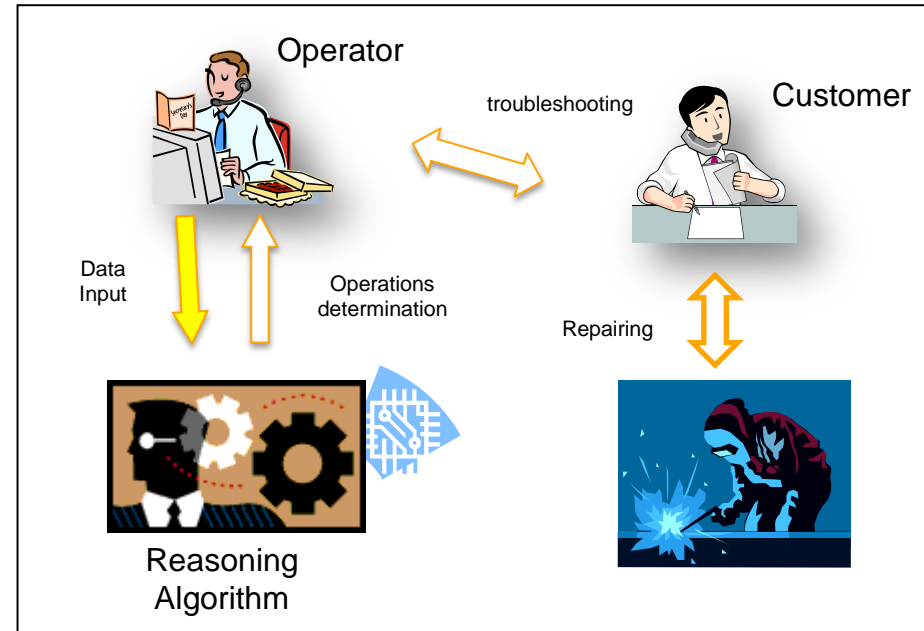 Operator
troubleshooting
Customer
Data
Input
Operations
determination
Repairing
Reasoning
Algorithm